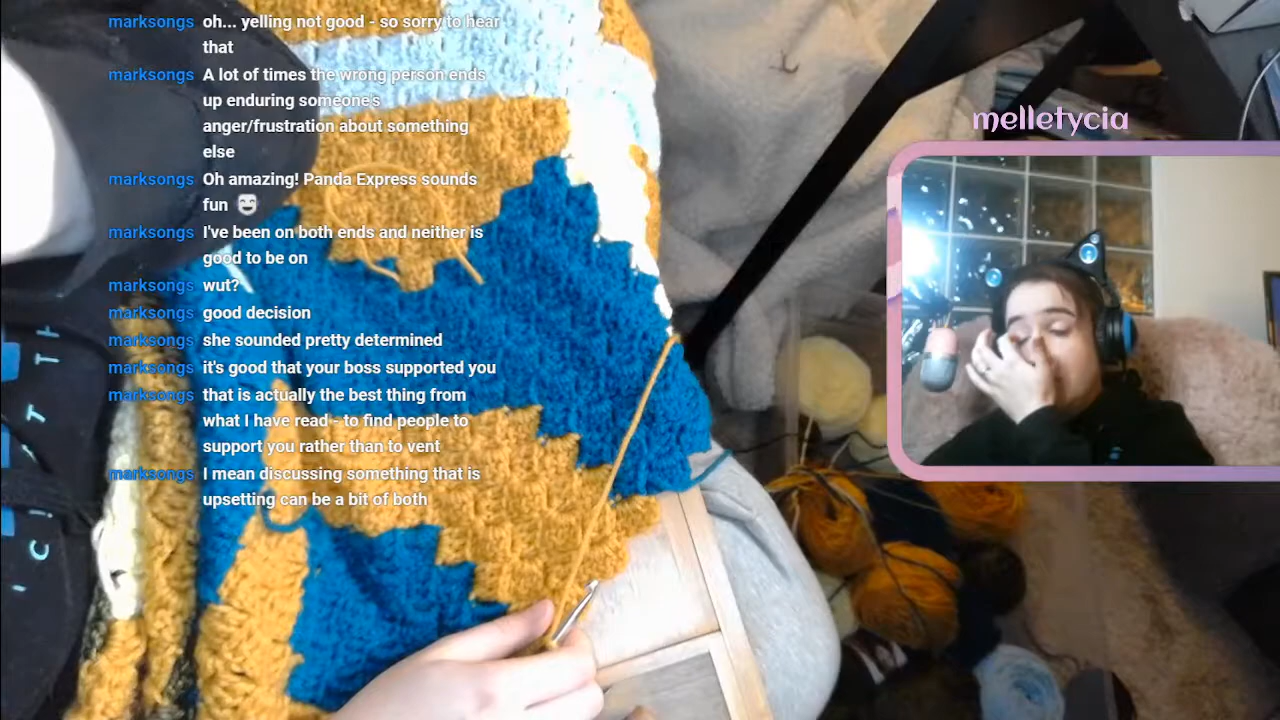 marksongs oh... yelling not good - so sorry to hear
that
marksongs A lot of times the wrong person ends
up enduring someone's
anger/frustration about something
else
melletycia
marksongs Oh amazing! Panda Express sounds
fun
marksongs I've been on both ends and neither is
good to be on
marksongs wut?
marksongs good decision
marksongs she sounded pretty determined
marksongs it's good that your boss supported you
marksongs that is actually the best thing from
what I have read - to find people to
support you rather than to vent
marksongs I mean discussing something that is
upsetting can be a bit of both